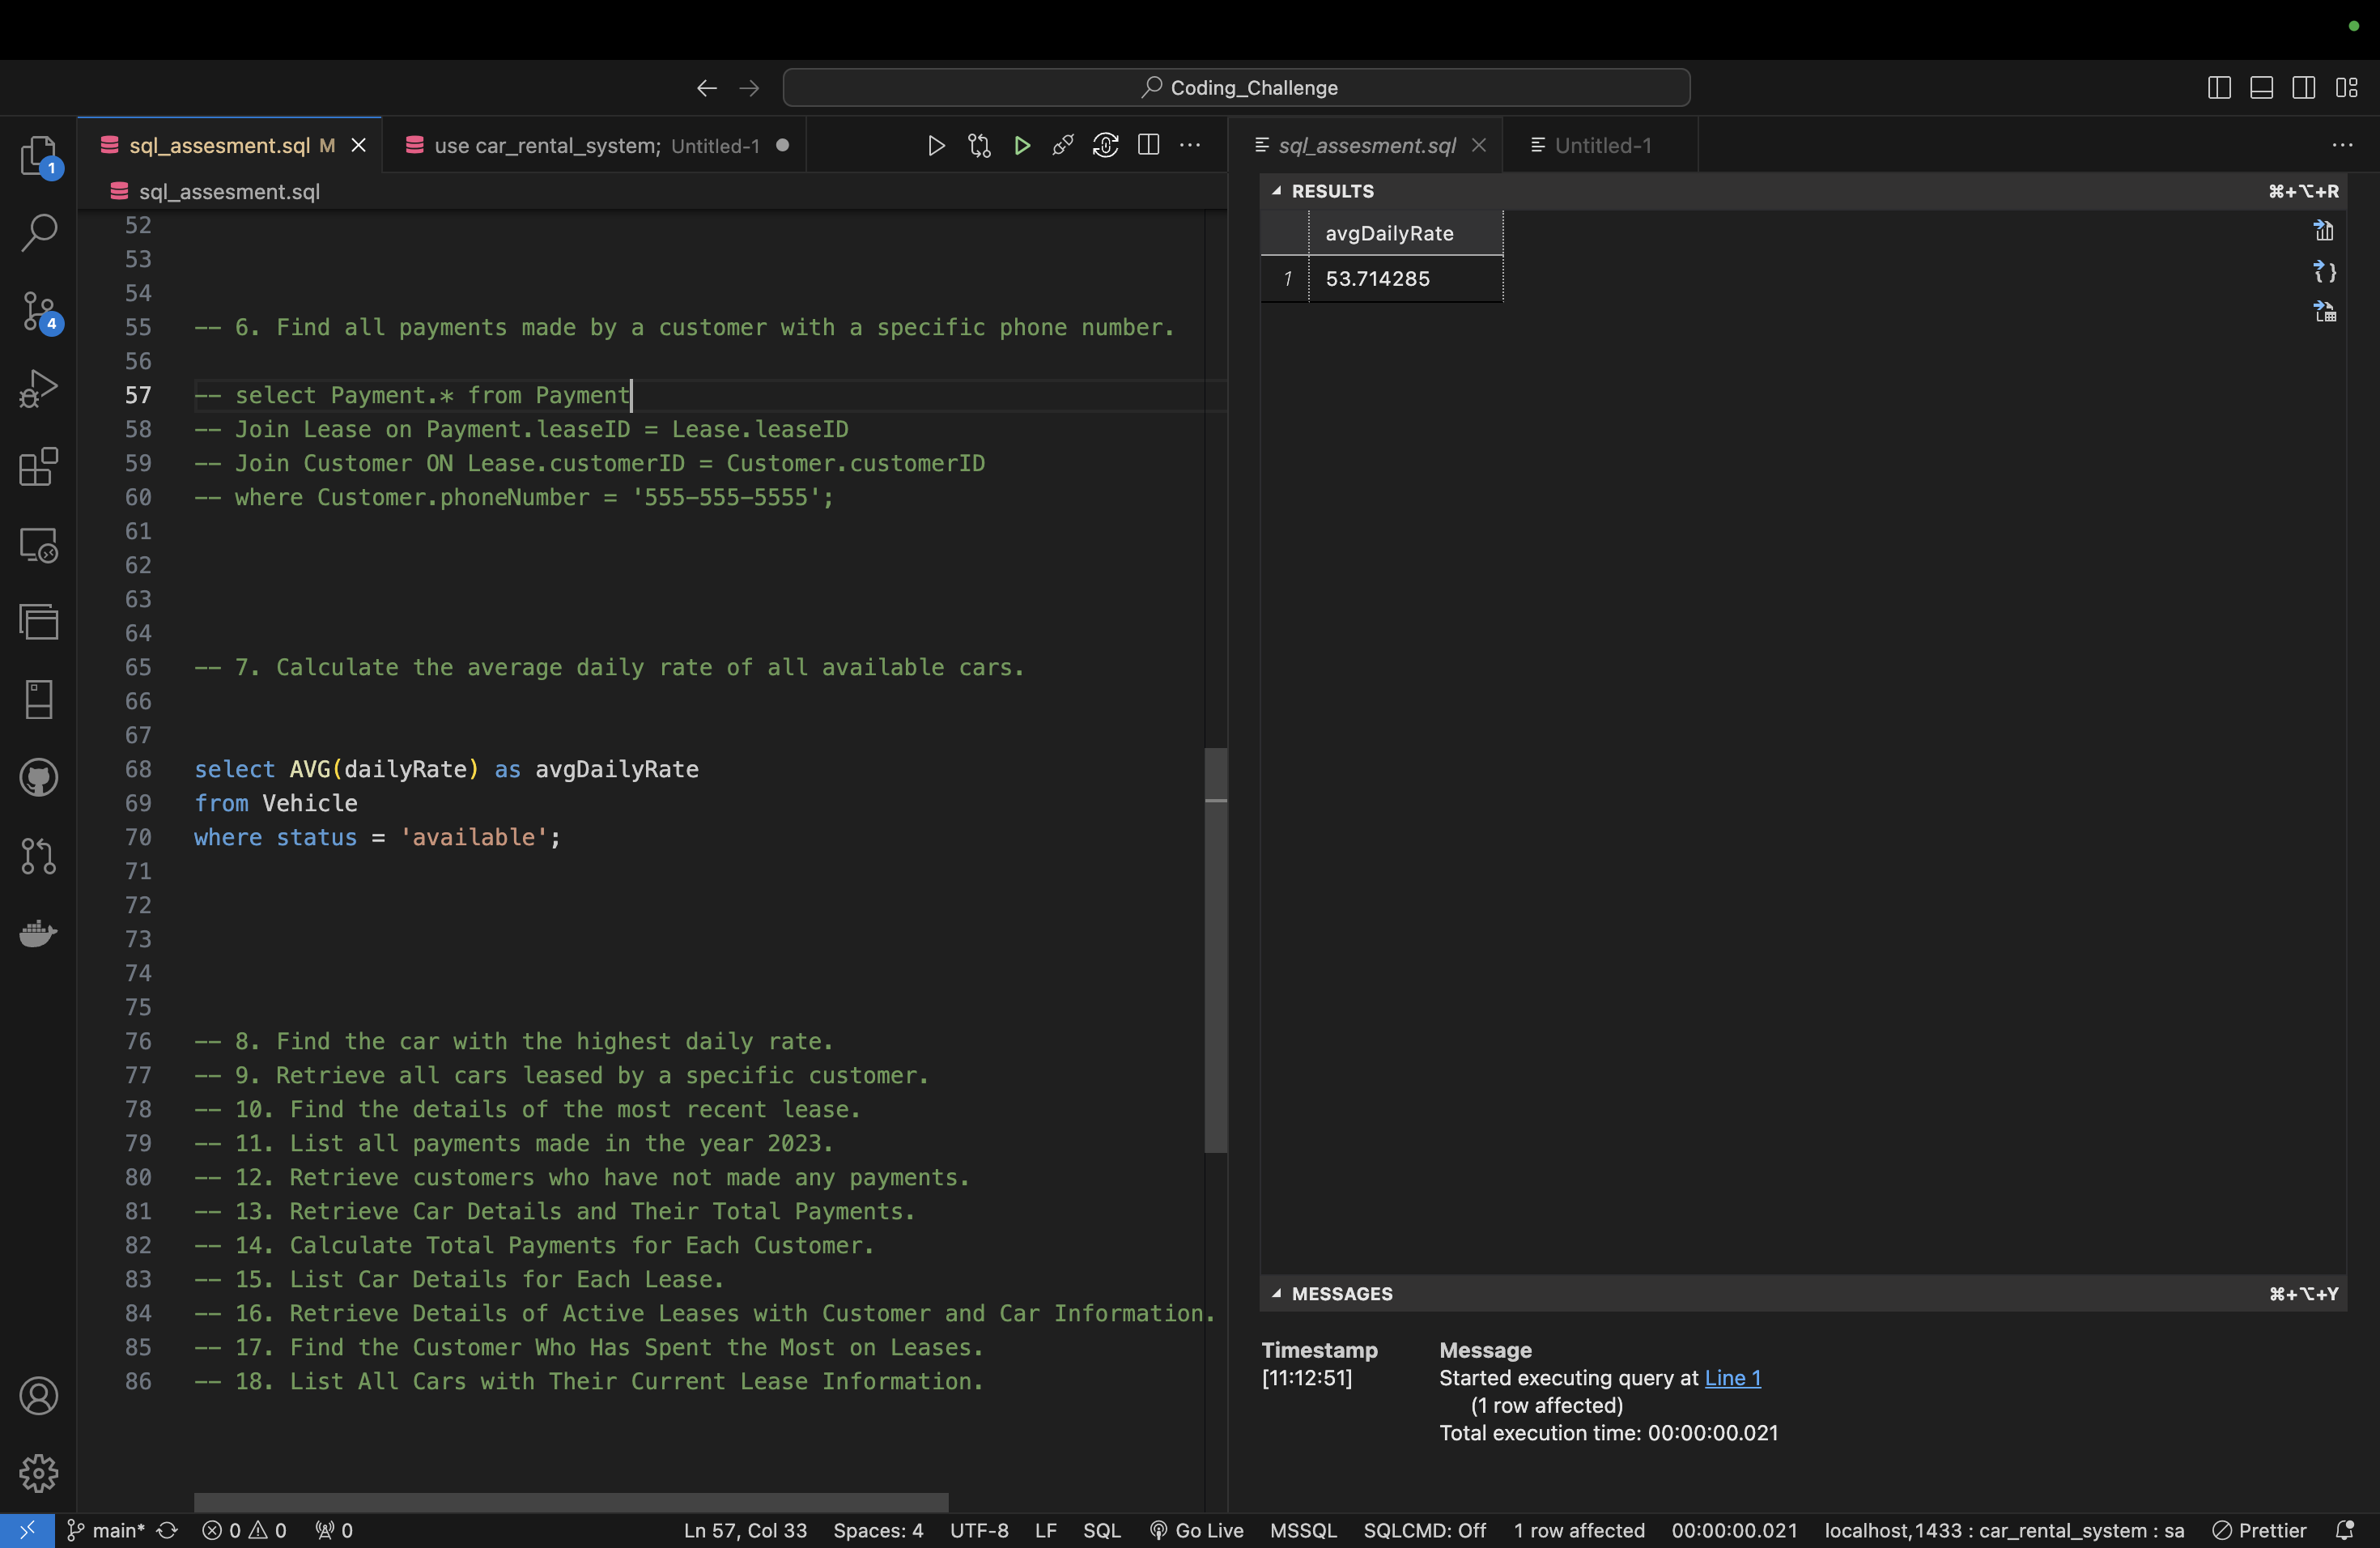 Coding_Challenge
sql_assesment.sql M
use car_rental_system; Untitled-1
sql_assesment.sql
Untitled-1
1
4
sql_assesment.sql
52
53
54
55 -- 6. Find all payments made by a customer with a specific phone number.
56
57 -- select Payment.* from Payment
58 -- Join Lease on Payment.leaseID = Lease.leaseID
59 -- Join Customer ON Lease.customerID = Customer.customerID
60 -- where Customer.phoneNumber = '555-555-5555';
61
62
63
64
65 -- 7. Calculate the average daily rate of all available cars.
66
67
68 select AVG(dailyRate) as avgDailyRate
69 from Vehicle
70 where status = 'available';
71
72
73
74
75
76 -- 8. Find the car with the highest daily rate.
77 -- 9. Retrieve all cars leased by a specific customer.
78 -- 10. Find the details of the most recent lease.
79 -- 11. List all payments made in the year 2023.
80 -- 12. Retrieve customers who have not made any payments.
81 -- 13. Retrieve Car Details and Their Total Payments.
82 -- 14. Calculate Total Payments for Each Customer.
83 -- 15. List Car Details for Each Lease.
84 -- 16. Retrieve Details of Active Leases with Customer and Car Information.
85 -- 17. Find the Customer Who Has Spent the Most on Leases.
86 -- 18. List All Cars with Their Current Lease Information.
RESULTS ⌘+⌥+R
avgDailyRate
1 53.714285
MESSAGES ⌘+⌥+Y
Timestamp Message
[11:12:51] Started executing query at Line 1
(1 row affected)
Total execution time: 00:00:00.021
main* 0 0 0 Ln 57, Col 33 Spaces: 4 UTF-8 LF SQL Go Live MSSQL SQLCMD: Off 1 row affected 00:00:00.021 localhost,1433 : car_rental_system : sa Prettier